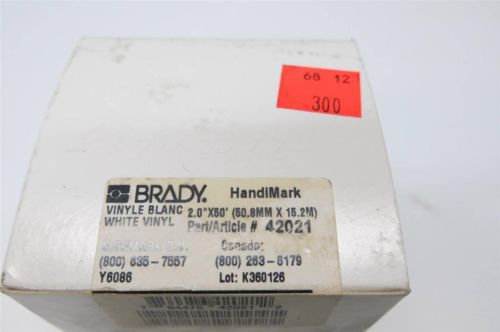 68 12
300
BRADY. HandiMark
VINYLE BLANC 2.0"X50' (50.8MM X 15.2M)
WHITE VINYL Part/Article # 42021
Canada:
(800) 635-7557 (800) 263-6179
Y6086 Lot: K360126
42021